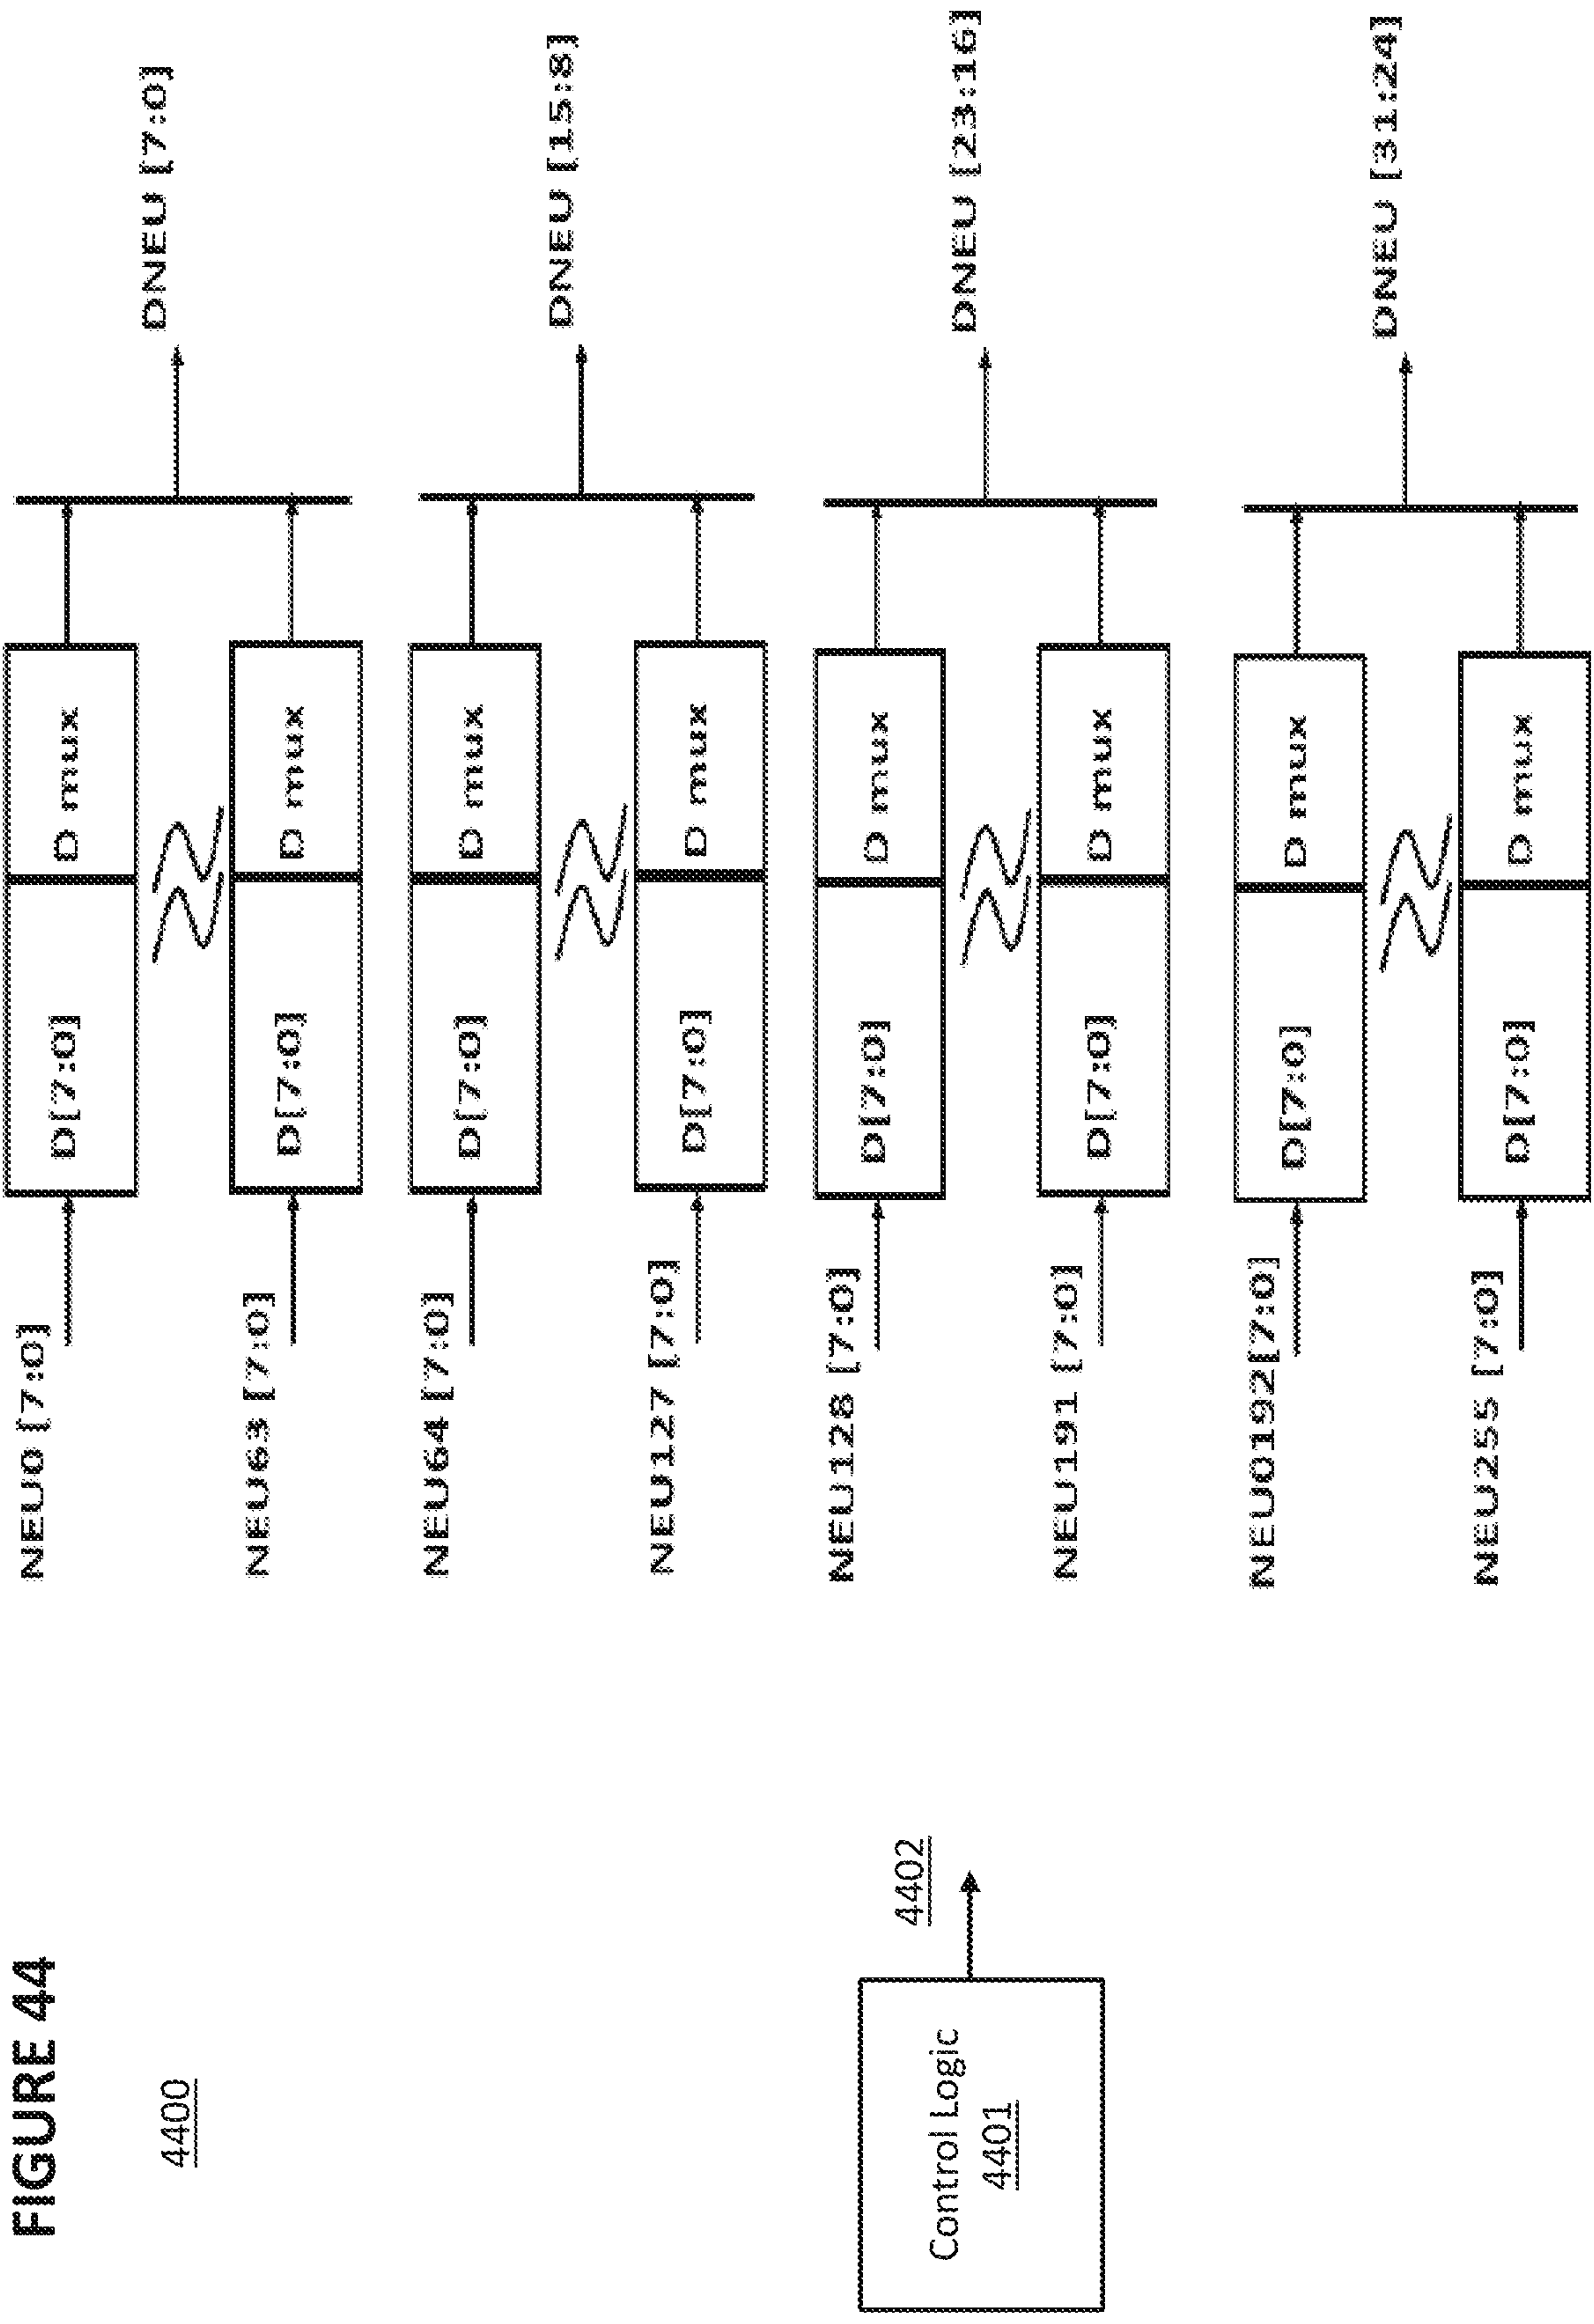 FIGURE 44
4400
Control Logic
4401
4402
NEU0 [7:0]
D[7:0]
D mux
DNEU [7:0]
NEU63 [7:0]
D[7:0]
D mux
NEU64 [7:0]
D[7:0]
D mux
DNEU [15:8]
NEU127 [7:0]
D[7:0]
D mux
NEU128 [7:0]
D[7:0]
D mux
DNEU [23:16]
NEU191 [7:0]
D[7:0]
D mux
NEU0192[7:0]
D[7:0]
D mux
DNEU [31:24]
NEU255 [7:0]
D[7:0]
D mux